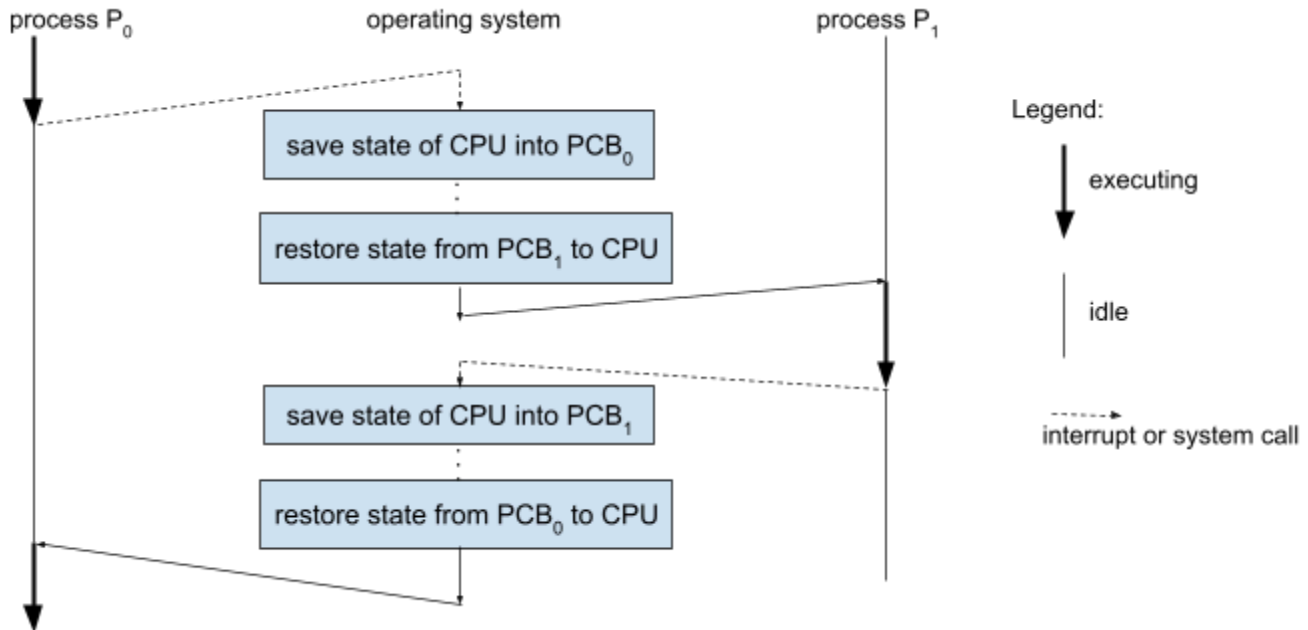 process P₀
operating system
process P₁
save state of CPU into PCB₀
restore state from PCB₁ to CPU
save state of CPU into PCB₁
restore state from PCB₀ to CPU
Legend:
executing
idle
interrupt or system call